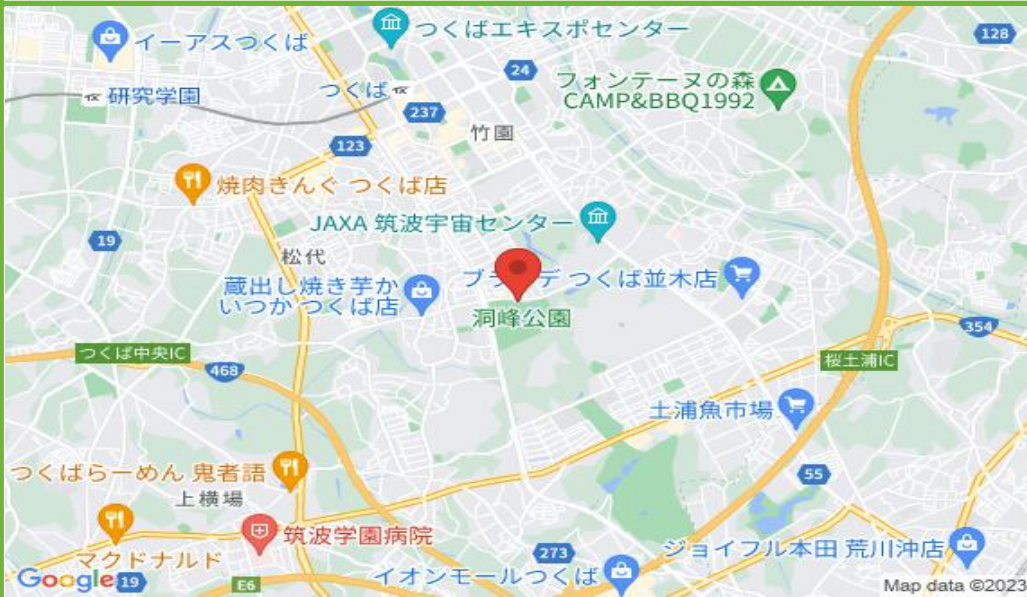 つくばエキスポセンター
イーアスつくば
128
24
フォンテーヌの森
CAMP&BBQ1992
つくば
研究学園
237
竹園
123
焼肉きんぐ つくば店
JAXA 筑波宇宙センター
19
松代
蔵出し焼き芋か
いつか つくば店
つくば並木店
洞峰公園
354
つくば中央IC
468
桜土浦IC
土浦魚市場
つくばらーめん 鬼者語
55
上横場
筑波学園病院
マクドナルド
273
ジョイフル本田 荒川沖店
イオンモールつくば
Google
19
E6
Map data ©2023